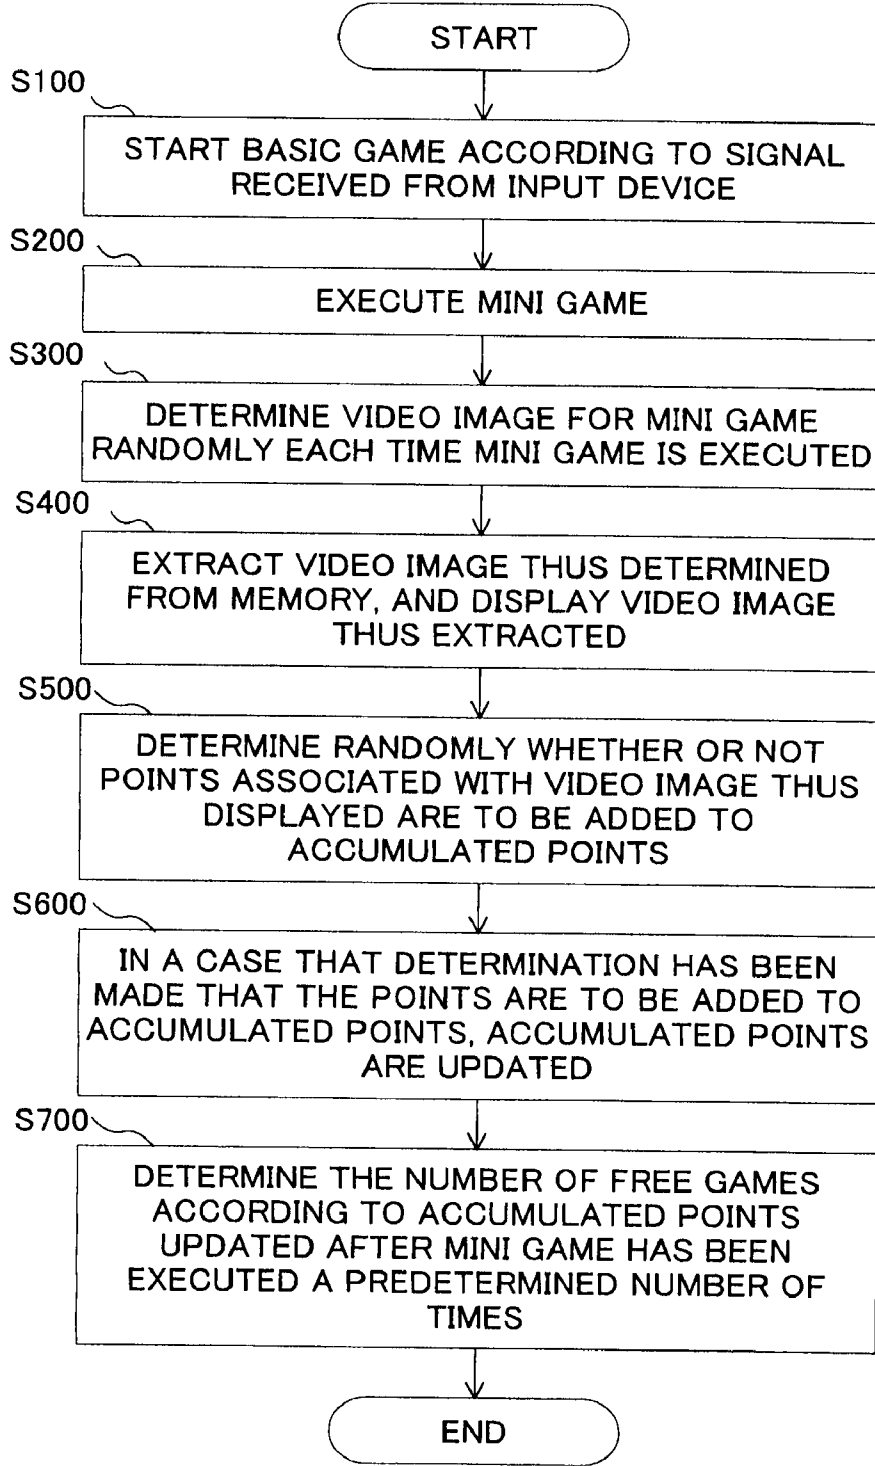 START
S100
START BASIC GAME ACCORDING TO SIGNAL
RECEIVED FROM INPUT DEVICE
S200
EXECUTE MINI GAME
S300
DETERMINE VIDEO IMAGE FOR MINI GAME
RANDOMLY EACH TIME MINI GAME IS EXECUTED
S400
EXTRACT VIDEO IMAGE THUS DETERMINED
FROM MEMORY, AND DISPLAY VIDEO IMAGE
THUS EXTRACTED
S500
DETERMINE RANDOMLY WHETHER OR NOT
POINTS ASSOCIATED WITH VIDEO IMAGE THUS
DISPLAYED ARE TO BE ADDED TO
ACCUMULATED POINTS
S600
IN A CASE THAT DETERMINATION HAS BEEN
MADE THAT THE POINTS ARE TO BE ADDED TO
ACCUMULATED POINTS, ACCUMULATED POINTS
ARE UPDATED
S700
DETERMINE THE NUMBER OF FREE GAMES
ACCORDING TO ACCUMULATED POINTS
UPDATED AFTER MINI GAME HAS BEEN
EXECUTED A PREDETERMINED NUMBER OF
TIMES
END